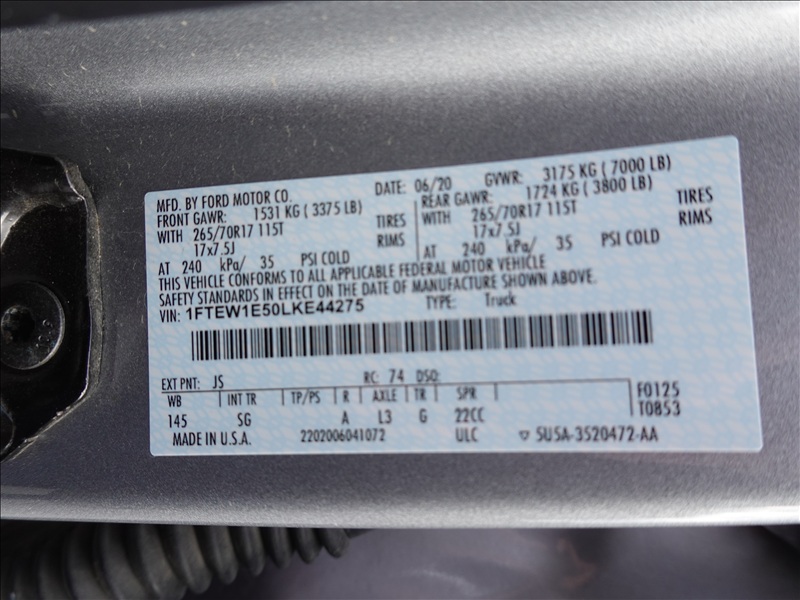 MFD. BY FORD MOTOR CO. DATE: 06/20 GVWR: 3175 KG ( 7000 LB)
FRONT GAWR: 1531 KG ( 3375 LB) REAR GAWR: 1724 KG ( 3800 LB)
WITH 265/70R17 115T TIRES WITH 265/70R17 115T TIRES
17x7.5J RIMS 17x7.5J RIMS
AT 240 kPa/ 35 PSI COLD AT 240 kPa/ 35 PSI COLD
THIS VEHICLE CONFORMS TO ALL APPLICABLE FEDERAL MOTOR VEHICLE
SAFETY STANDARDS IN EFFECT ON THE DATE OF MANUFACTURE SHOWN ABOVE.
VIN: 1FTEW1E50LKE44275 TYPE: Truck
EXT PNT: JS RC: 74 DSO:
WB INT TR TP/PS R AXLE TR SPR F0125
145 SG A L3 G 22CC T0853
MADE IN U.S.A. 2202006041072 ULC 5U5A-3520472-AA